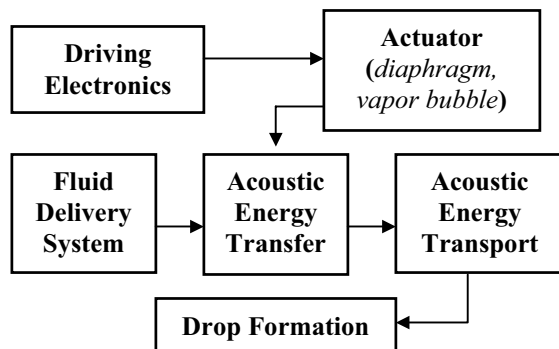 Driving
Electronics
Actuator
(diaphragm,
vapor bubble)
Fluid
Delivery
System
Acoustic
Energy
Transfer
Acoustic
Energy
Transport
Drop Formation